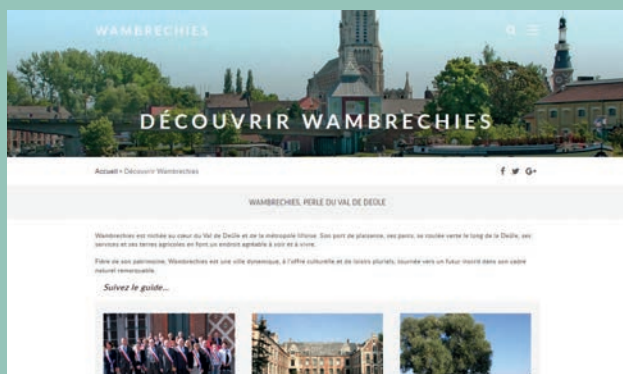 WAMBRECHIES
DÉCOUVRIR WAMBRECHIES
Accueil » Découvrir Wambrechies
f G+
WAMBRECHIES, PERLE DU VAL DE DEÛLE
Wambrechies est nichée au cœur du Val de Deûle et de la métropole lilloise. Son port de plaisance, ses parcs, sa coulée verte le long de la Deûle, ses
services et ses terres agricoles en font un endroit agréable à voir et à vivre.
Fière de son patrimoine, Wambrechies est une ville dynamique, à l'offre culturelle et de loisirs pluriels, tournée vers un futur inscrit dans son cadre
naturel remarquable.
Suivez le guide...